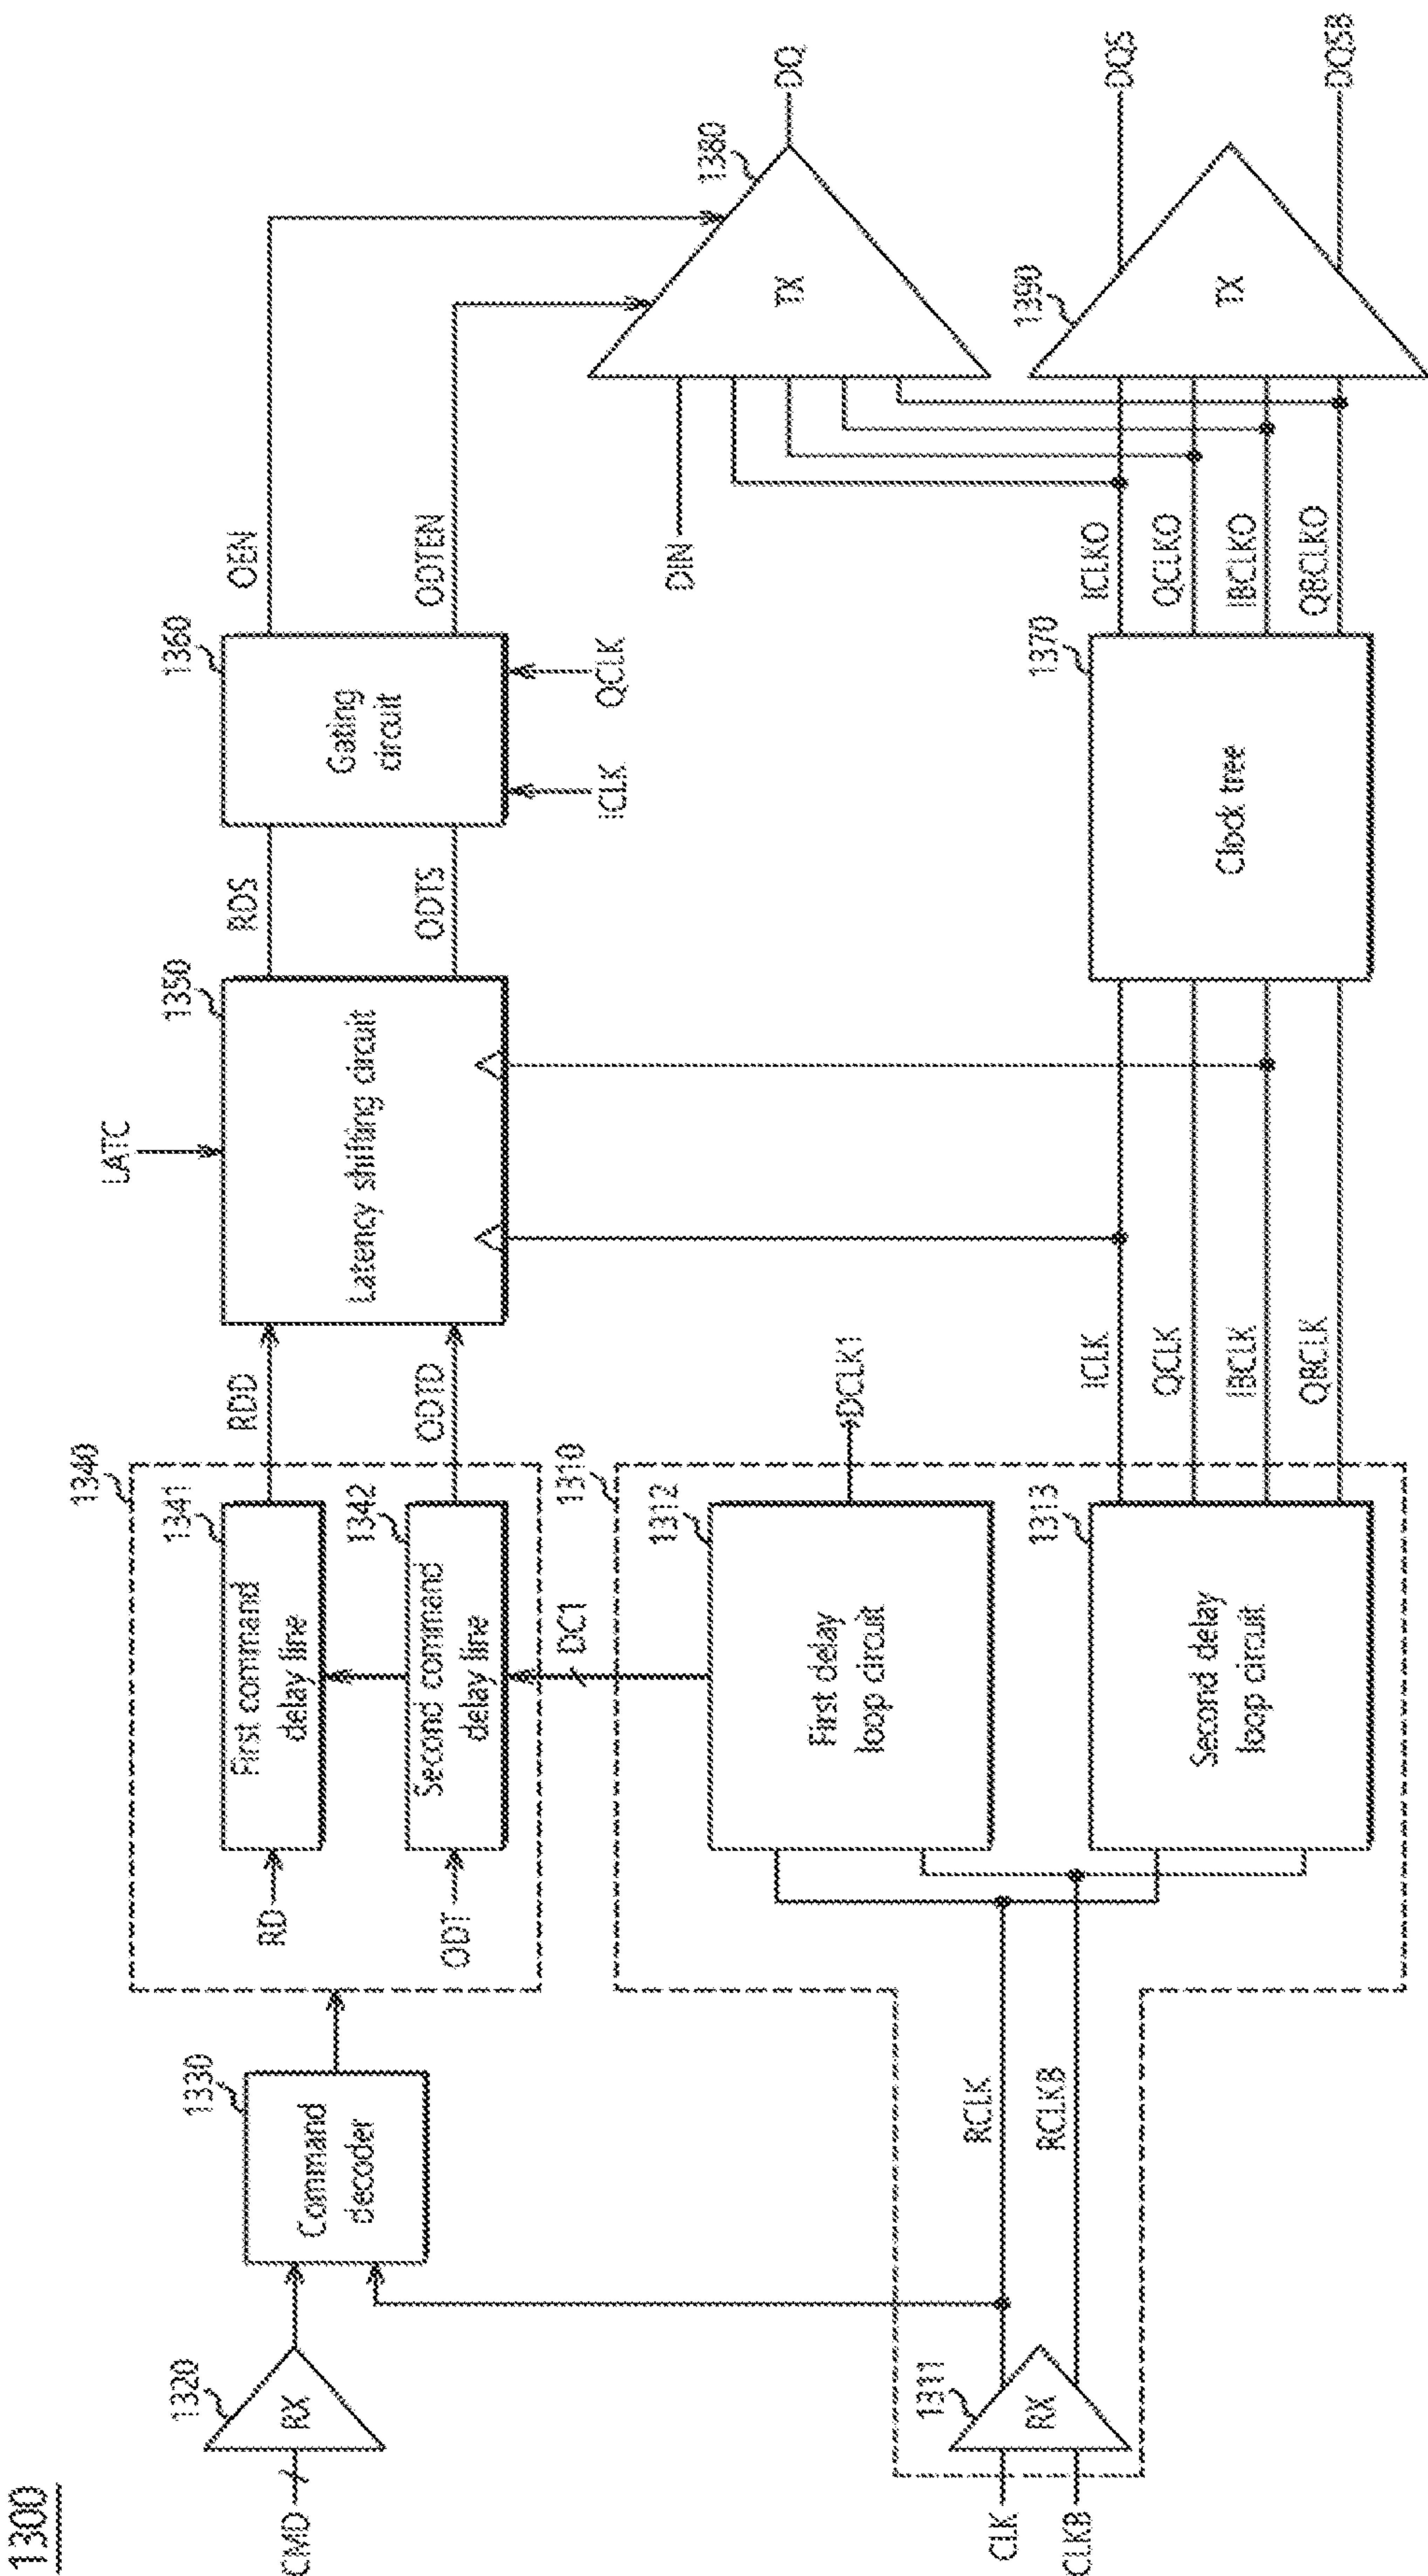 1300
CMD
1320
RX
1330
Command
decoder
1340
RD
1341
First command
delay line
RDD
ODT
1342
Second command
delay line
ODTD
LATC
1350
Latency shifting circuit
RDS
ODTS
1360
Gating
circuit
ICLK
QCLK
OEN
ODTEN
1380
DIN
TX
DQ
DC1
1310
1312
First delay
loop circuit
DCLK1
CLK
CLKB
1311
RX
RCLK
RCLKB
1313
Second delay
loop circuit
ICLK
QCLK
IBCLK
QBCLK
1370
Clock tree
ICLKO
QCLKO
IBCLKO
QBCLKO
1390
TX
DQS
DQSB